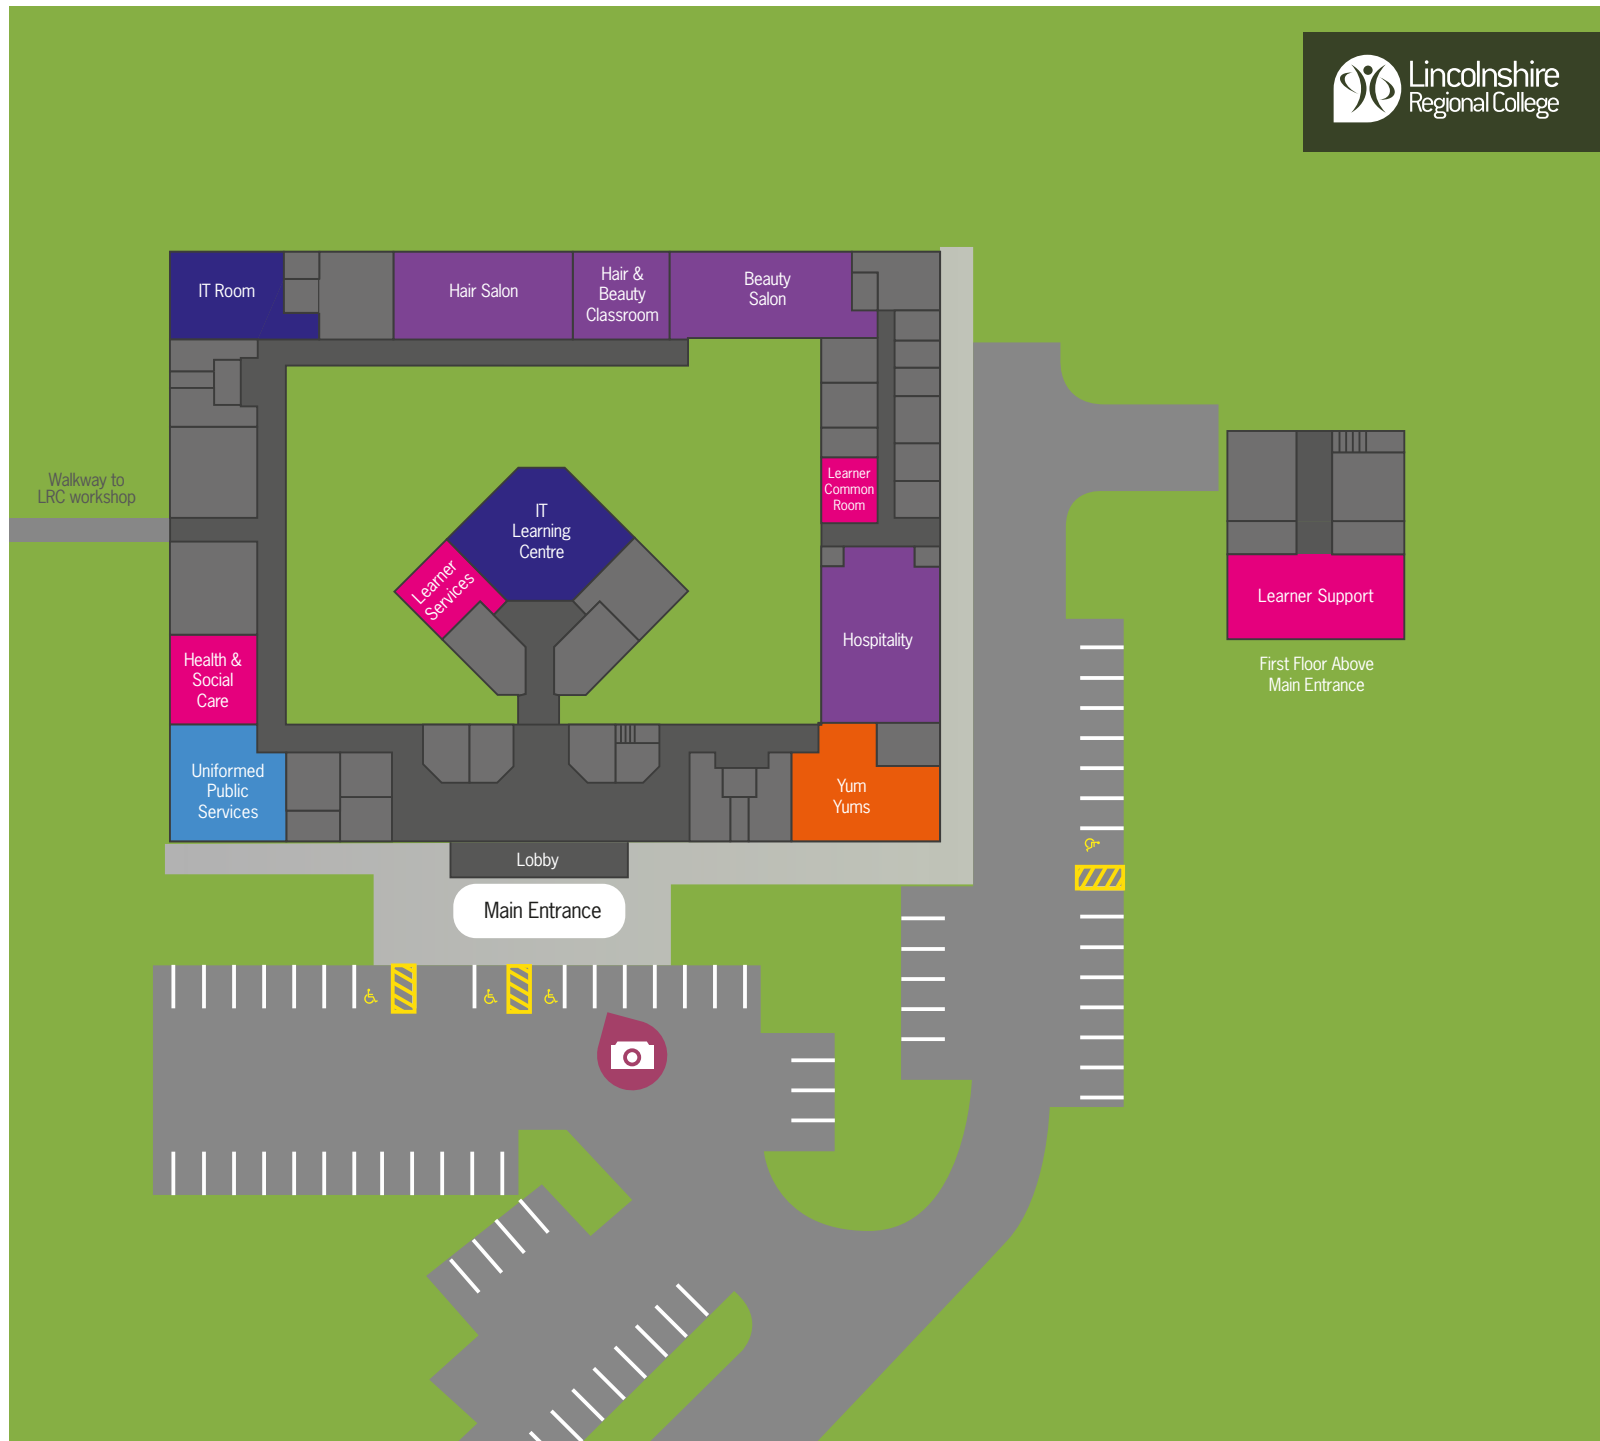 Lincolnshire
Regional College
IT Room
Hair Salon
Hair &
Beauty
Classroom
Beauty
Salon
Walkway to
LRC workshop
Learner
Common
Room
IT
Learning
Centre
Learner
Services
Learner Support
First Floor Above
Main Entrance
Hospitality
Health &
Social
Care
Uniformed
Public
Services
Yum
Yums
Lobby
Main Entrance